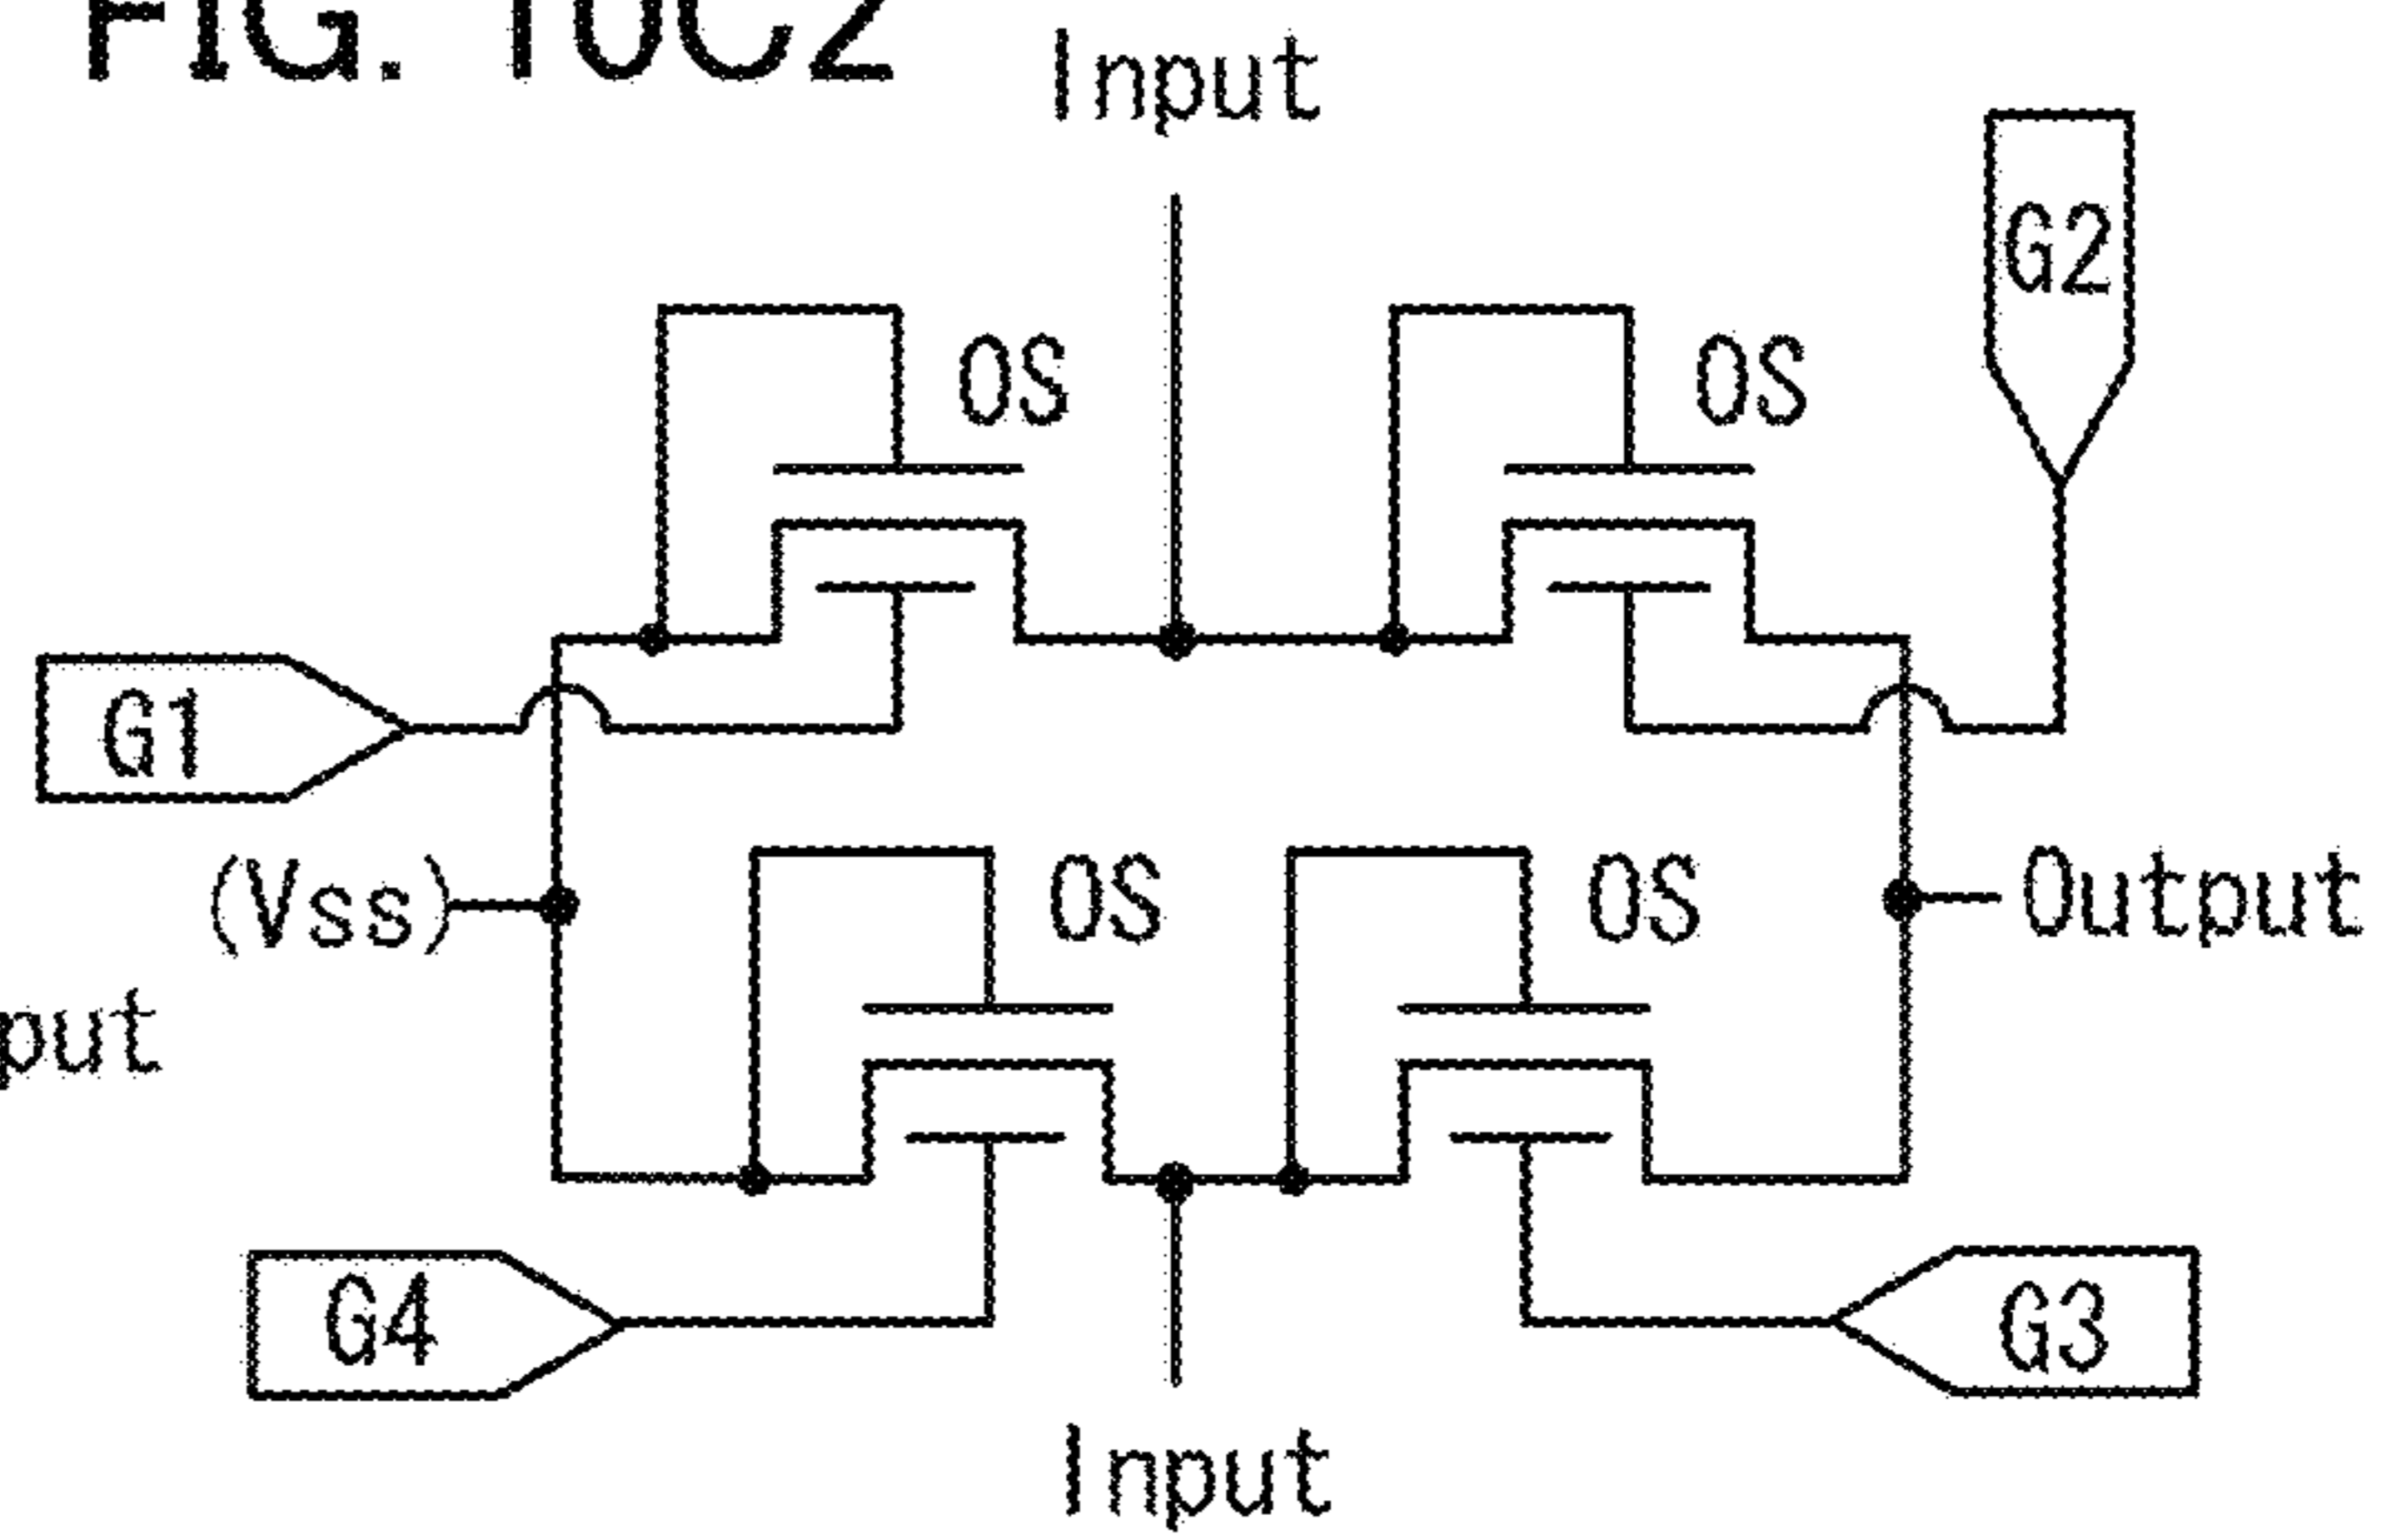 FIG. 10C2
Input
G2
OS
OS
G1
(Vss)
OS
OS
Output
put
G4
G3
Input